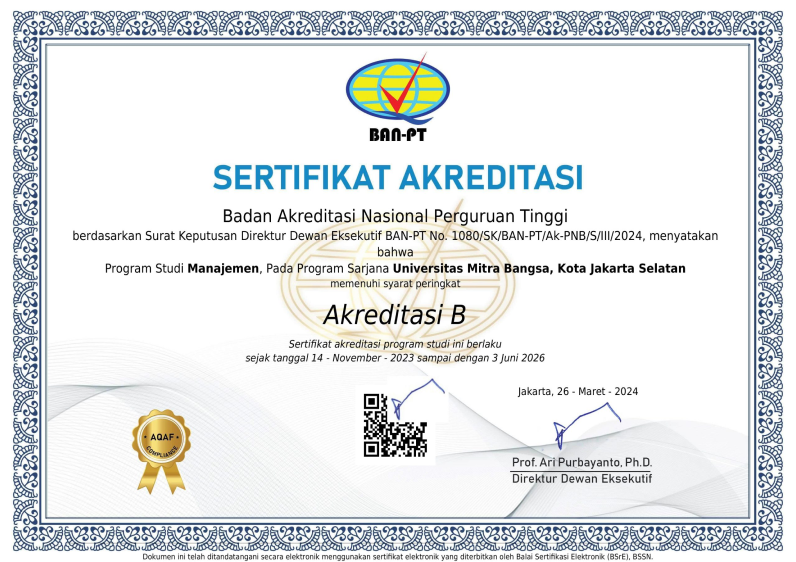 BAN-PT
SERTIFIKAT AKREDITASI
Badan Akreditasi Nasional Perguruan Tinggi
berdasarkan Surat Keputusan Direktur Dewan Eksekutif BAN-PT No. 1080/SK/BAN-PT/Ak-PNB/S/III/2024, menyatakan
bahwa
Program Studi Manajemen, Pada Program Sarjana Universitas Mitra Bangsa, Kota Jakarta Selatan
memenuhi syarat peringkat
Akreditasi B
Sertifikat akreditasi program studi ini berlaku
sejak tanggal 14 - November - 2023 sampai dengan 3 Juni 2026
Jakarta, 26 - Maret - 2024
AQAF
COMPLIANCE
Prof. Ari Purbayanto, Ph.D.
Direktur Dewan Eksekutif
Dokumen ini telah ditandatangani secara elektronik menggunakan sertifikat elektronik yang diterbitkan oleh Balai Sertifikasi Elektronik (BSrE), BSSN.